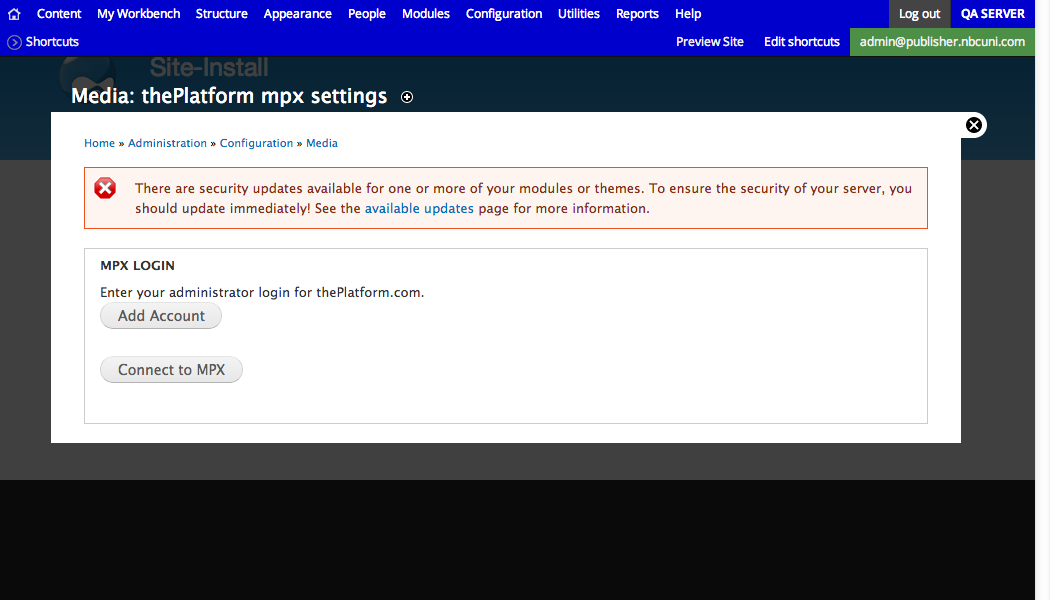 Content My Workbench Structure Appearance People Modules Configuration Utilities Reports Help Log out QA SERVER
Shortcuts Preview Site Edit shortcuts admin@publisher.nbcuni.com
Site-Install
Media: thePlatform mpx settings
Home » Administration » Configuration » Media
There are security updates available for one or more of your modules or themes. To ensure the security of your server, you
should update immediately! See the available updates page for more information.
MPX LOGIN
Enter your administrator login for thePlatform.com.
Add Account
Connect to MPX